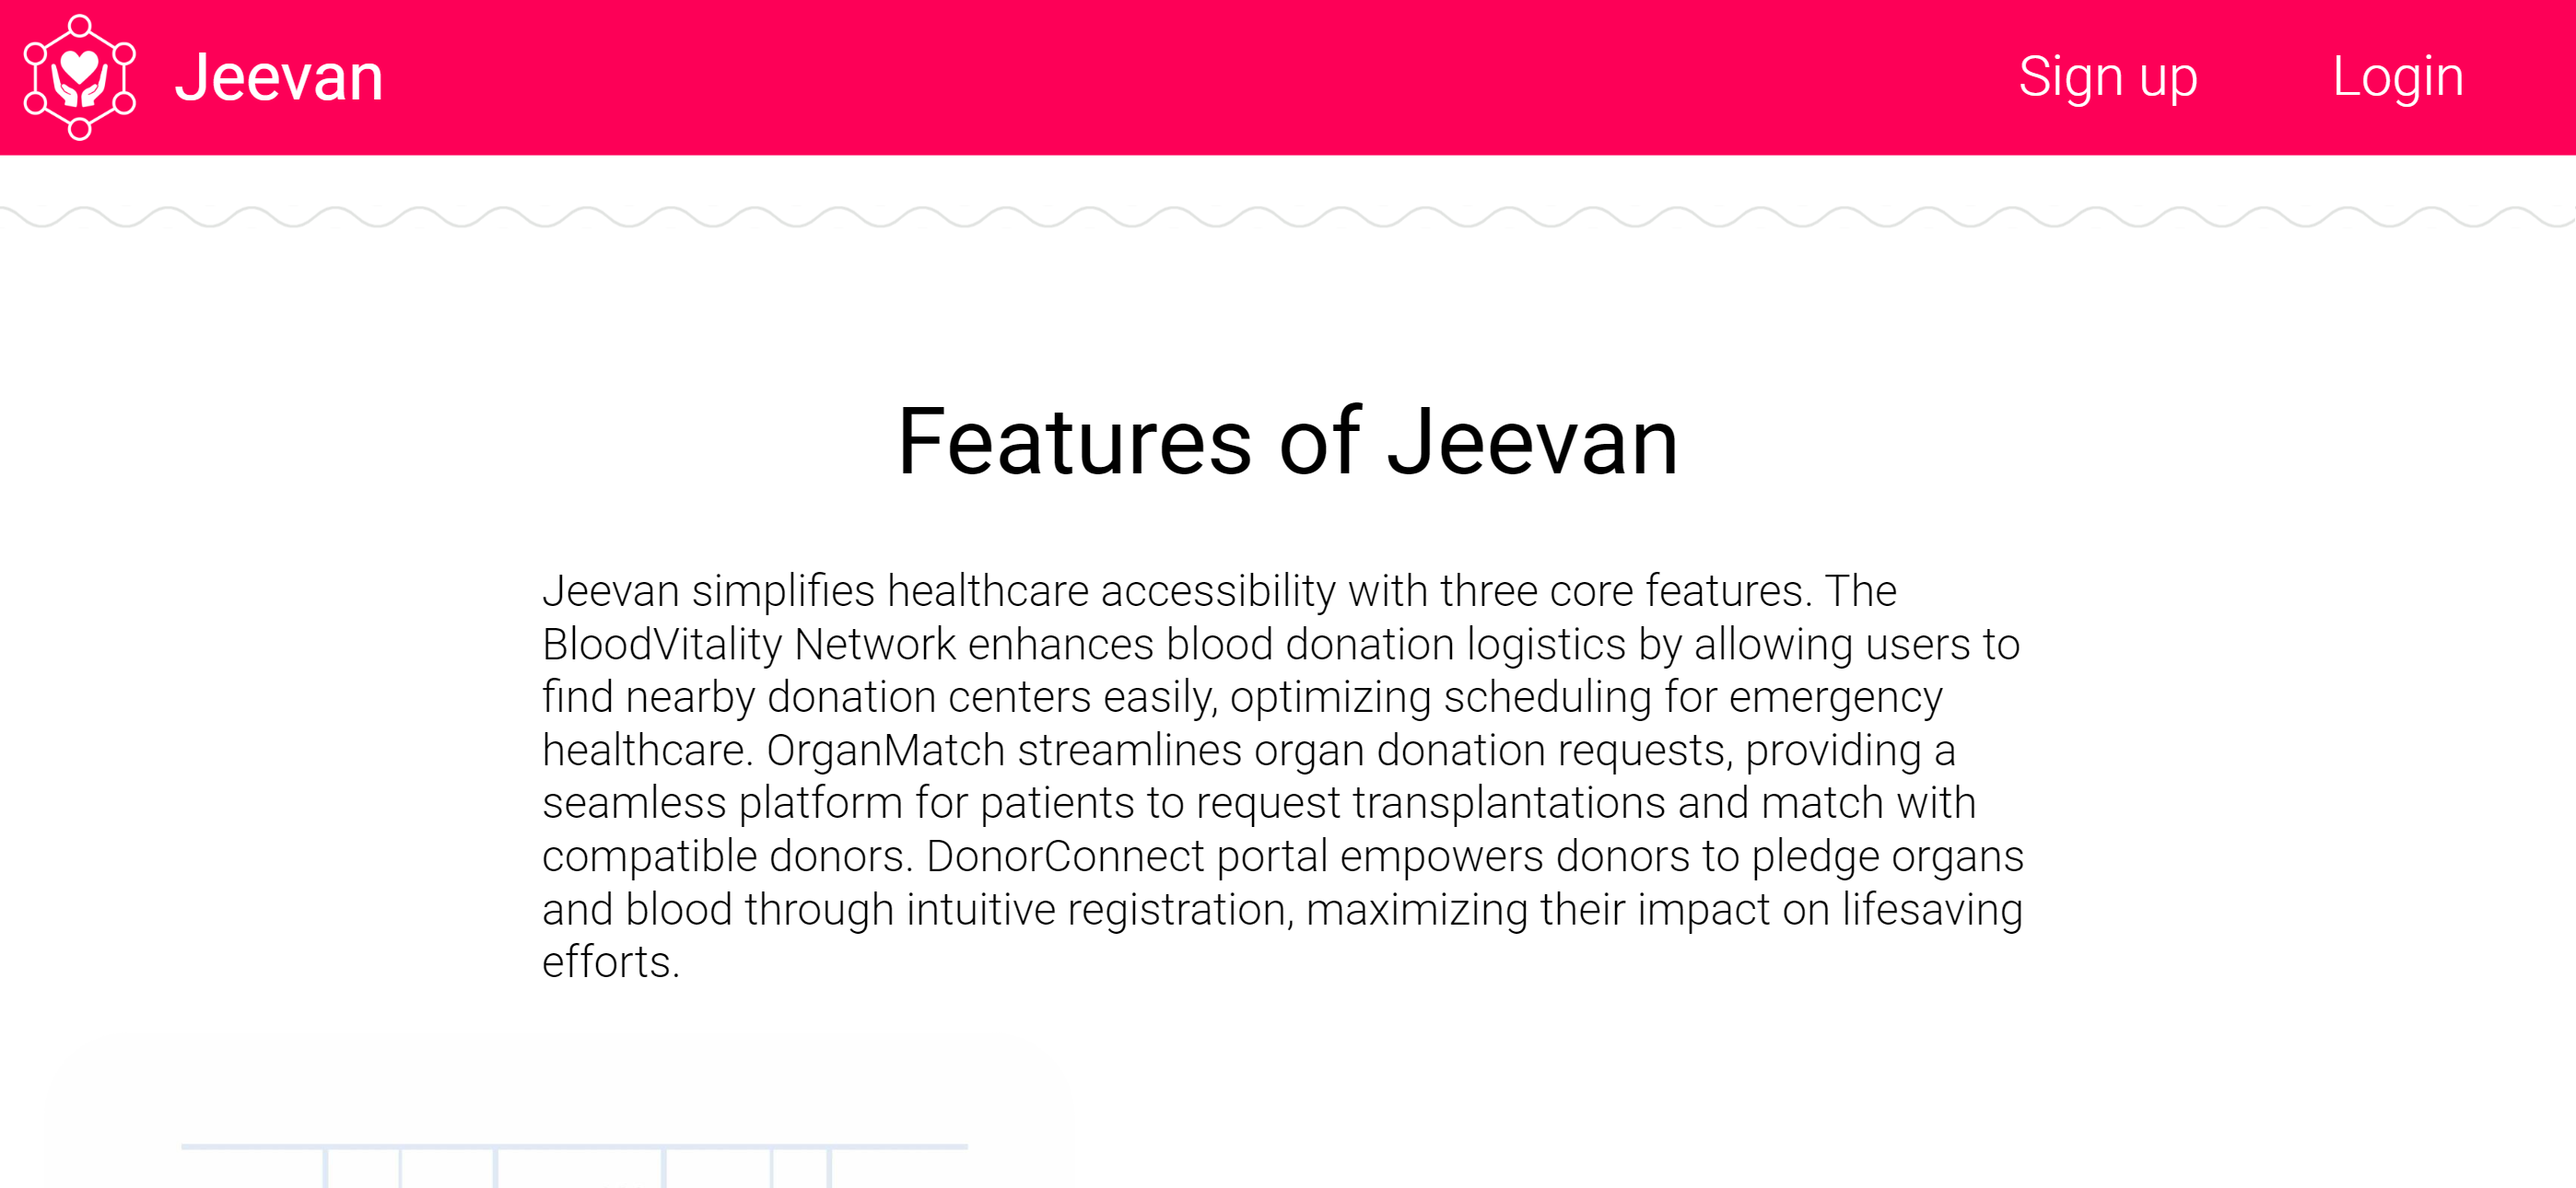 Jeevan
Sign up
Login
Features of Jeevan
Jeevan simplifies healthcare accessibility with three core features. The
BloodVitality Network enhances blood donation logistics by allowing users to
find nearby donation centers easily, optimizing scheduling for emergency
healthcare. OrganMatch streamlines organ donation requests, providing a
seamless platform for patients to request transplantations and match with
compatible donors. DonorConnect portal empowers donors to pledge organs
and blood through intuitive registration, maximizing their impact on lifesaving
efforts.